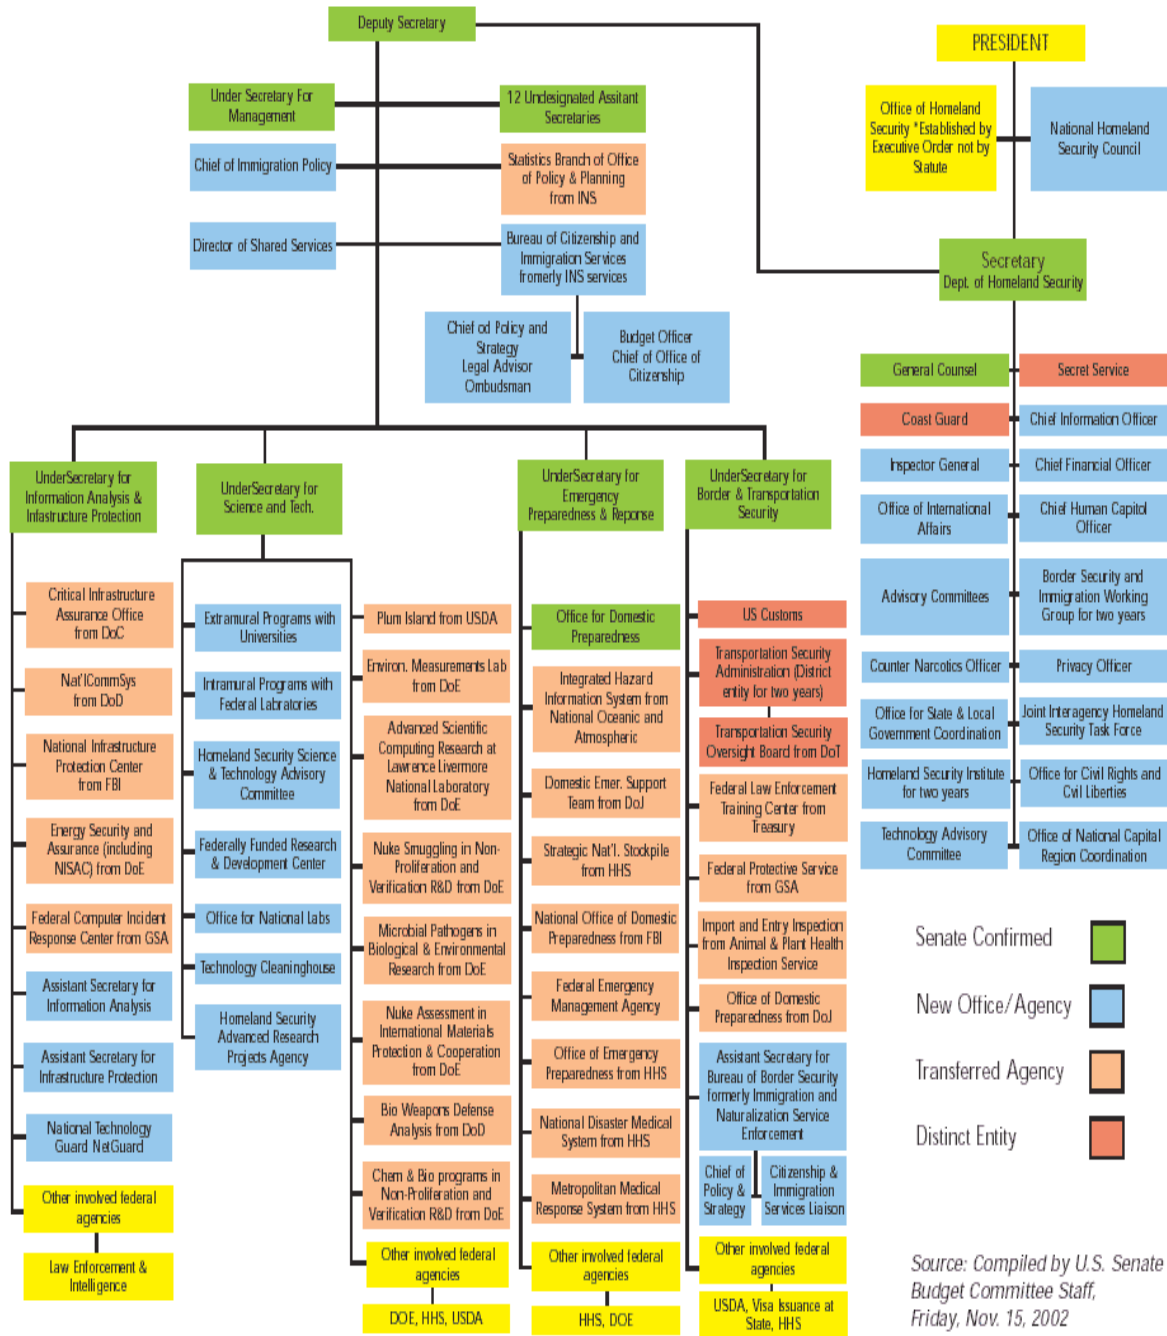 Deputy Secretary
PRESIDENT
Under Secretary For
Management
12 Undesignated Assitant
Secretaries
Office of Homeland
Security *Established by
Executive Order not by
Statute
National Homeland
Security Council
Chief of Immigration Policy
Statistics Branch of Office
of Policy & Planning
from INS
Director of Shared Services
Bureau of Citizenship and
Immigration Services
fromerly INS services
Secretary
Dept. of Homeland Security
Chief od Policy and
Strategy
Legal Advisor
Ombudsman
Budget Officer
Chief of Office of
Citizenship
General Counsel
Secret Service
Coast Guard
Chief Information Officer
Inspector General
Chief Financial Officer
Office of International
Affairs
Chief Human Capitol
Officer
Advisory Committees
Border Security and
Immigration Working
Group for two years
Counter Narcotics Officer
Privacy Officer
Office for State & Local
Government Coordination
Joint Interagency Homeland
Security Task Force
Homeland Security Institute
for two years
Office for Civil Rights and
Cvil Liberties
Technology Advisory
Committee
Office of National Capital
Region Coordination
UnderSecretary for
Information Analysis &
Infastructure Protection
Critical Infrastructure
Assurance Office
from DoC
Nat'lCommSys
from DoD
National Infrastructure
Protection Center
from FBI
Energy Security and
Assurance (including
NISAC) from DoE
Federal Computer Incident
Response Center from GSA
Assistant Secretary for
Information Analysis
Assistant Secretary for
Infrastructure Protection
National Technology
Guard NetGuard
Other involved federal
agencies
Law Enforcement &
Intelligence
UnderSecretary for
Science and Tech.
Extramural Programs with
Universities
Intramural Programs with
Federal Labratories
Homeland Security Science
& Technology Advisory
Committee
Federally Funded Research
& Development Center
Office for National Labs
Technology Cleaninghouse
Homeland Security
Advanced Research
Projects Agency
Plum Island from USDA
Environ. Measurements Lab
from DoE
Advanced Scientific
Computing Research at
Lawrence Livermore
National Laboratory
from DoE
Nuke Smuggling in Non-
Proliferation and
Verification R&D from DoE
Microbial Pathogens in
Biological & Environmental
Research from DoE
Nuke Assessment in
International Materials
Protection & Cooperation
from DoE
Bio Weapons Defense
Analysis from DoD
Chem & Bio programs in
Non-Proliferation and
Verification R&D from DoE
Other involved federal
agencies
DOE, HHS, USDA
UnderSecretary for
Emergency
Preparedness & Reponse
Office for Domestic
Preparedness
Integrated Hazard
Information System from
National Oceanic and
Atmospheric
Domestic Emer. Support
Team from DoJ
Strategic Nat'l. Stockpile
from HHS
National Office of Domestic
Preparedness from FBI
Federal Emergency
Management Agency
Office of Emergency
Preparedness from HHS
National Disaster Medical
System from HHS
Metropolitan Medical
Response System from HHS
Other involved federal
agencies
HHS, DOE
UnderSecretary for
Border & Transportation
Security
US Customs
Transportation Security
Administration (District
entity for two years)
Transportation Security
Oversight Board from DoT
Federal Law Enforcement
Training Center from
Treasury
Federal Protective Service
from GSA
Import and Entry Inspection
from Animal & Plant Health
Inspection Service
Office of Domestic
Preparedness from DoJ
Assistant Secretary for
Bureau of Border Security
formerly Immigration and
Naturalization Service
Enforcement
Chief of
Policy &
Strategy
Citizenship &
Immigration
Services Liaison
Other involved federal
agencies
USDA, Visa Issuance at
State, HHS
Senate Confirmed
New Office/Agency
Transferred Agency
Distinct Entity
Source: Compiled by U.S. Senate
Budget Committee Staff,
Friday, Nov. 15, 2002